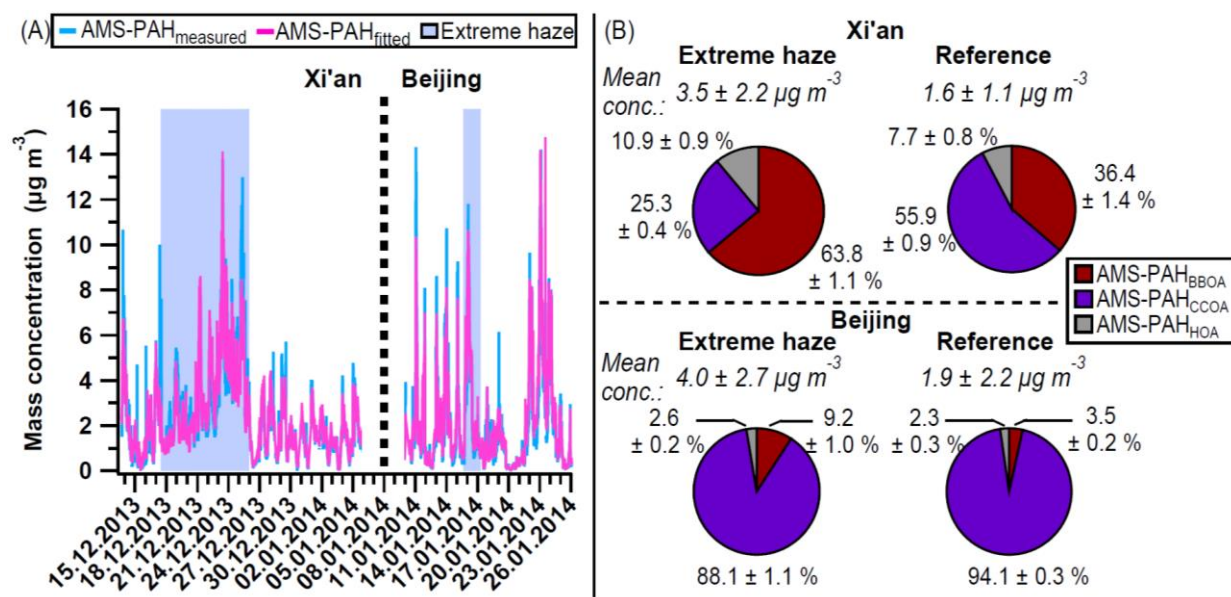 (A) AMS-PAHmeasured AMS-PAHfitted Extreme haze
Xi'an Beijing
Mass concentration (µg m⁻³)
16
14
12
10
8
6
4
2
0
15.12.2013
18.12.2013
21.12.2013
24.12.2013
27.12.2013
30.12.2013
02.01.2014
05.01.2014
08.01.2014
11.01.2014
14.01.2014
17.01.2014
20.01.2014
23.01.2014
26.01.2014
(B) Xi'an
Extreme haze
Mean conc.: 3.5 ± 2.2 µg m⁻³
10.9 ± 0.9 %
25.3
± 0.4 %
63.8
± 1.1 %
Reference
1.6 ± 1.1 µg m⁻³
7.7 ± 0.8 %
36.4
± 1.4 %
55.9
± 0.9 %
AMS-PAHBBOA
AMS-PAHCCOA
AMS-PAHHOA
Beijing
Extreme haze
Mean conc.: 4.0 ± 2.7 µg m⁻³
2.6
± 0.2 %
9.2
± 1.0 %
88.1 ± 1.1 %
Reference
1.9 ± 2.2 µg m⁻³
2.3
± 0.3 %
3.5
± 0.2 %
94.1 ± 0.3 %